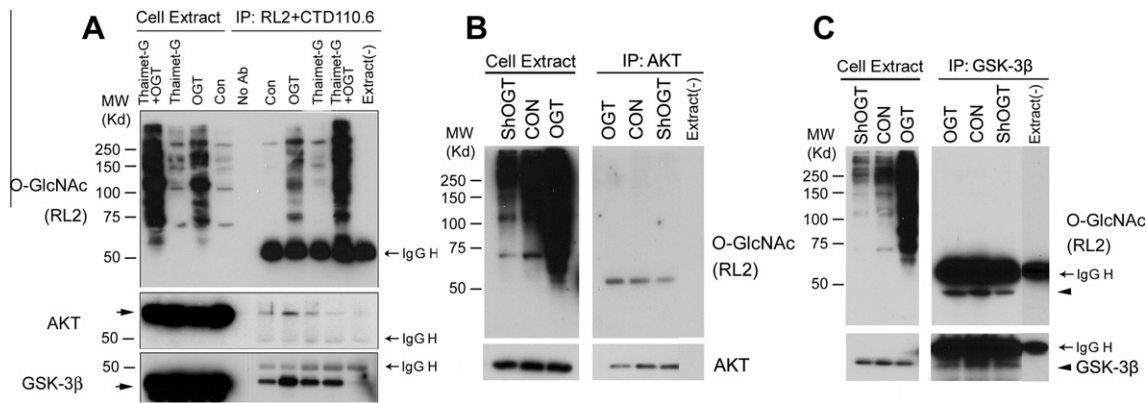 A
Cell Extract
IP: RL2+CTD110.6
Thaimet-G
+OGT
Thaimet-G
OGT
Con
No Ab
Con
OGT
Thaimet-G
Thaimet-G
+OGT
Extract(-)
MW
(Kd)
250
150
100
75
50
O-GlcNAc
(RL2)
←IgG H
AKT
50
←IgG H
50
←IgG H
GSK-3β
B
Cell Extract
IP: AKT
ShOGT
CON
OGT
OGT
CON
ShOGT
Extract(-)
MW
(Kd)
250
150
100
75
50
O-GlcNAc
(RL2)
AKT
C
Cell Extract
IP: GSK-3β
ShOGT
CON
OGT
OGT
CON
ShOGT
Extract(-)
MW
(Kd)
250
150
100
75
50
O-GlcNAc
(RL2)
←IgG H
←IgG H
GSK-3β